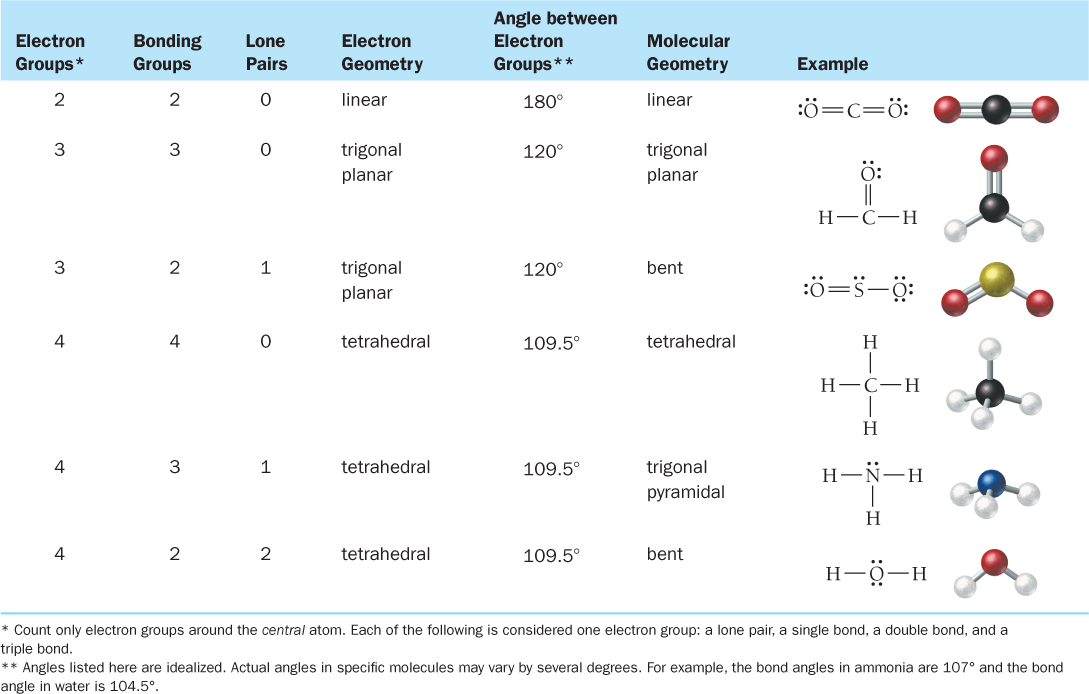 Electron Groups*
Bonding Groups
Lone Pairs
Electron Geometry
Angle between Electron Groups**
Molecular Geometry
Example
2 2 0 linear 180° linear :Ö=C=Ö:
3 3 0 trigonal planar 120° trigonal planar
Ö:
||
H—C—H
3 2 1 trigonal planar 120° bent :Ö=S̈—Ö̤:
4 4 0 tetrahedral 109.5° tetrahedral
H
|
H—C—H
|
H
4 3 1 tetrahedral 109.5° trigonal pyramidal
H—N̈—H
|
H
4 2 2 tetrahedral 109.5° bent H—Ö̤—H
* Count only electron groups around the central atom. Each of the following is considered one electron group: a lone pair, a single bond, a double bond, and a
triple bond.
** Angles listed here are idealized. Actual angles in specific molecules may vary by several degrees. For example, the bond angles in ammonia are 107° and the bond
angle in water is 104.5°.